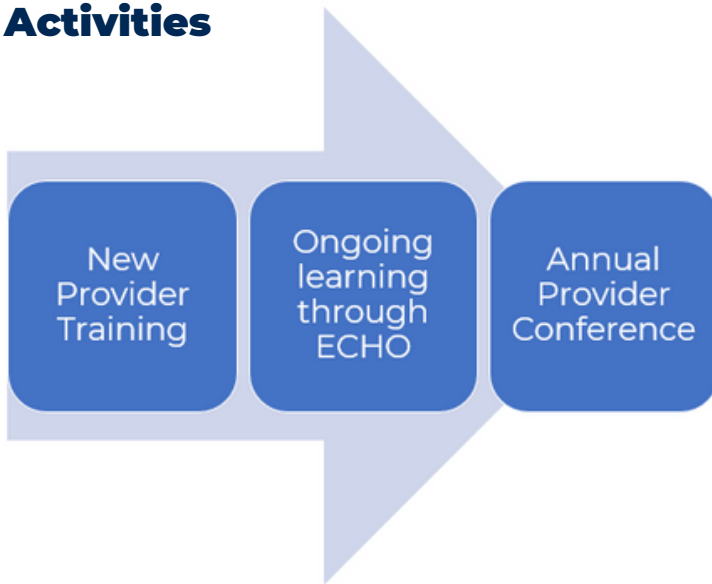 Activities
New
Provider
Training
Ongoing
learning
through
ECHO
Annual
Provider
Conference